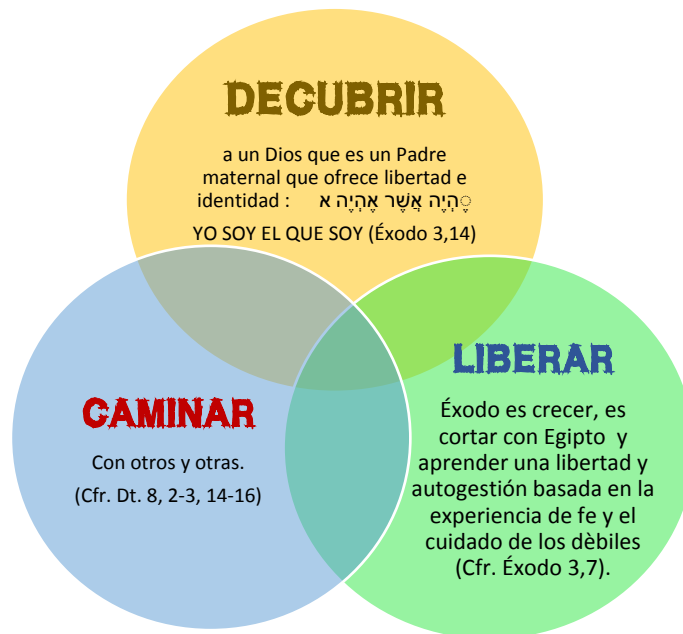 DECUBRIR
a un Dios que es un Padre
maternal que ofrece libertad e
identidad : ֶהְיֶה אֲשֶׁר אֶהְיֶה א
YO SOY EL QUE SOY (Éxodo 3,14)
CAMINAR
Con otros y otras.
(Cfr. Dt. 8, 2-3, 14-16)
LIBERAR
Éxodo es crecer, es
cortar con Egipto y
aprender una libertad y
autogestión basada en la
experiencia de fe y el
cuidado de los dèbiles
(Cfr. Éxodo 3,7).